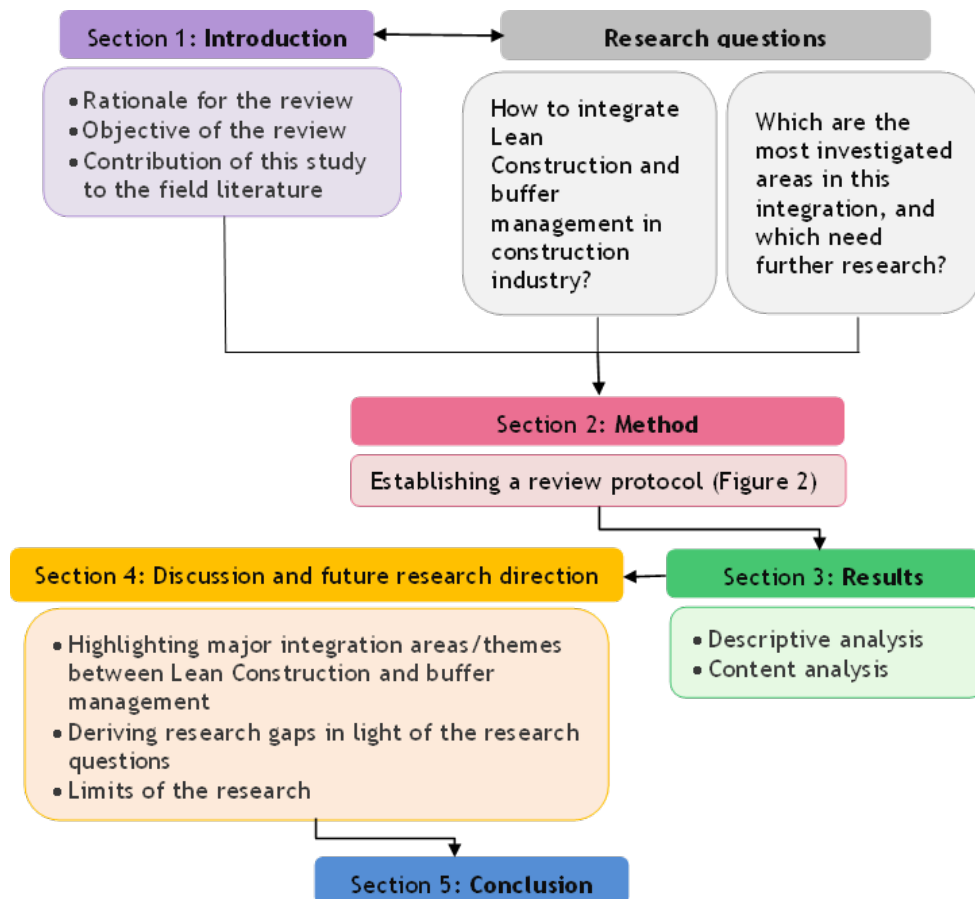 Section 1: Introduction
Research questions
• Rationale for the review
• Objective of the review
• Contribution of this study
to the field literature
How to integrate
Lean
Construction and
buffer
management in
construction
industry?
Which are the
most investigated
areas in this
integration, and
which need
further research?
Section 2: Method
Establishing a review protocol (Figure 2)
Section 4: Discussion and future research direction
Section 3: Results
• Highlighting major integration areas/themes
between Lean Construction and buffer
management
• Deriving research gaps in light of the research
questions
• Limits of the research
• Descriptive analysis
• Content analysis
Section 5: Conclusion